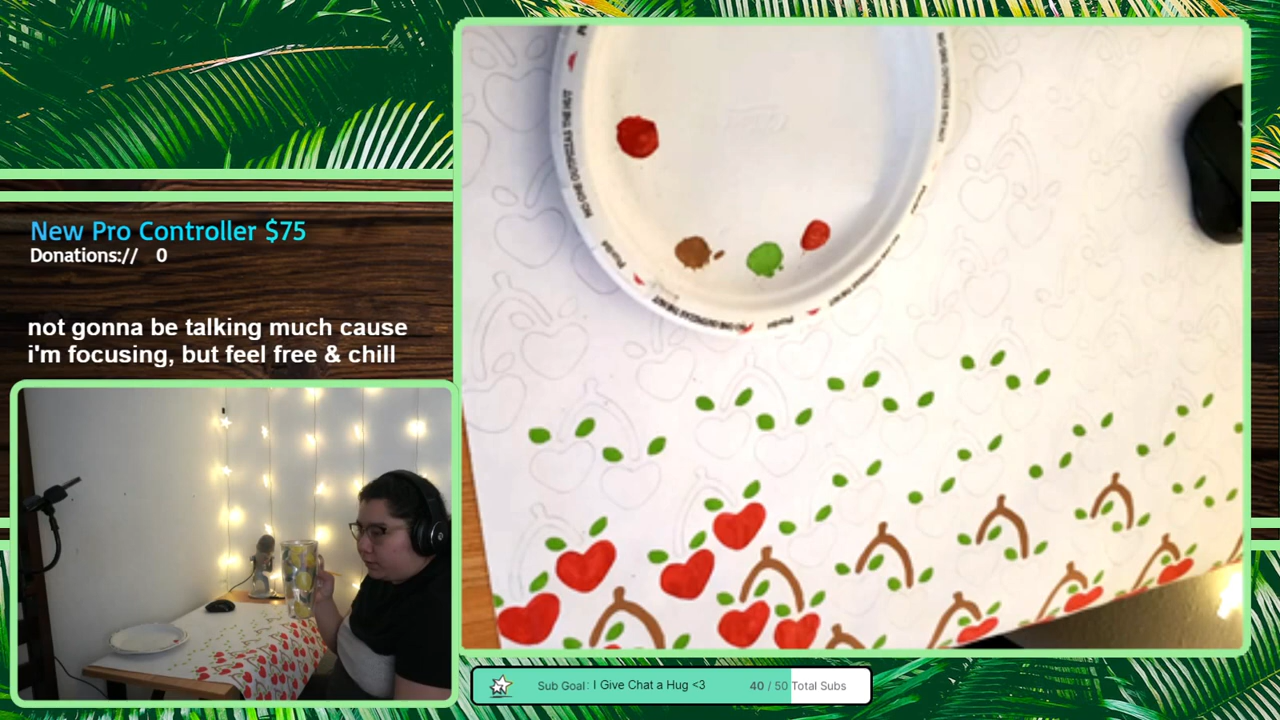 New Pro Controller $75
Donations:// 0
not gonna be talking much cause
i'm focusing, but feel free & chill
Sub Goal: I Give Chat a Hug <3 40 / 50 Total Subs